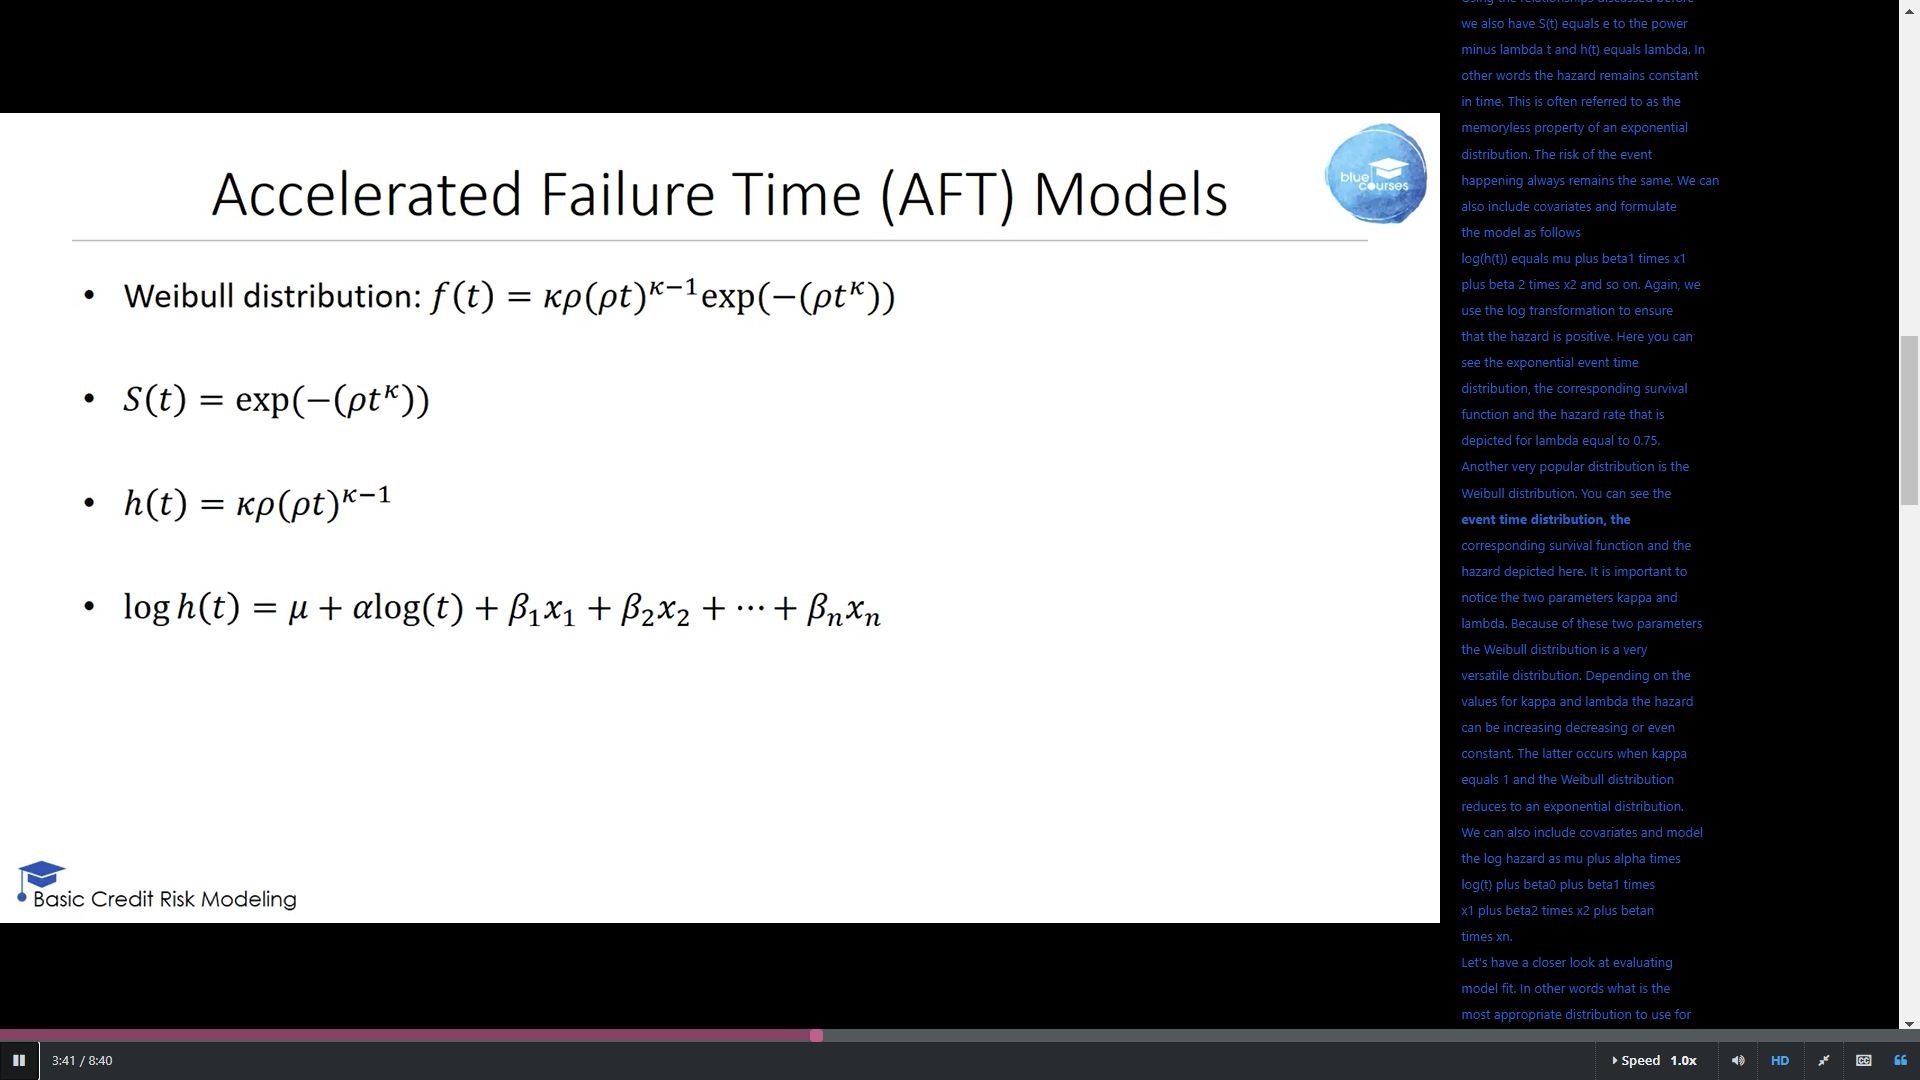 Accelerated Failure Time (AFT) Models
blue
courses
• Weibull distribution: f(t) = κρ(ρt)^{κ−1}exp(−(ρt^κ))
• S(t) = exp(−(ρt^κ))
• h(t) = κρ(ρt)^{κ−1}
• log h(t) = μ + αlog(t) + β₁x₁ + β₂x₂ + ⋯ + βₙxₙ
Basic Credit Risk Modeling
we also have S(t) equals e to the power
minus lambda t and h(t) equals lambda. In
other words the hazard remains constant
in time. This is often referred to as the
memoryless property of an exponential
distribution. The risk of the event
happening always remains the same. We can
also include covariates and formulate
the model as follows
log(h(t)) equals mu plus beta1 times x1
plus beta 2 times x2 and so on. Again, we
use the log transformation to ensure
that the hazard is positive. Here you can
see the exponential event time
distribution, the corresponding survival
function and the hazard rate that is
depicted for lambda equal to 0.75.
Another very popular distribution is the
Weibull distribution. You can see the
event time distribution, the
corresponding survival function and the
hazard depicted here. It is important to
notice the two parameters kappa and
lambda. Because of these two parameters
the Weibull distribution is a very
versatile distribution. Depending on the
values for kappa and lambda the hazard
can be increasing decreasing or even
constant. The latter occurs when kappa
equals 1 and the Weibull distribution
reduces to an exponential distribution.
We can also include covariates and model
the log hazard as mu plus alpha times
log(t) plus beta0 plus beta1 times
x1 plus beta2 times x2 plus betan
times xn.
Let's have a closer look at evaluating
model fit. In other words what is the
most appropriate distribution to use for
3:41 / 8:40
Speed 1.0x
HD
CC